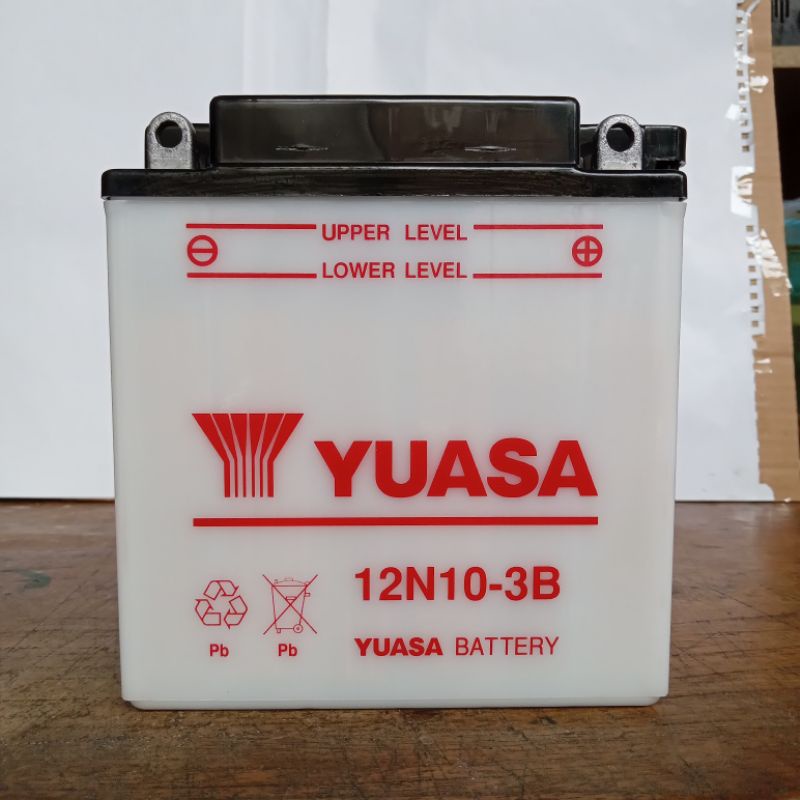 UPPER LEVEL
LOWER LEVEL
YUASA
12N10-3B
Pb Pb
YUASA BATTERY